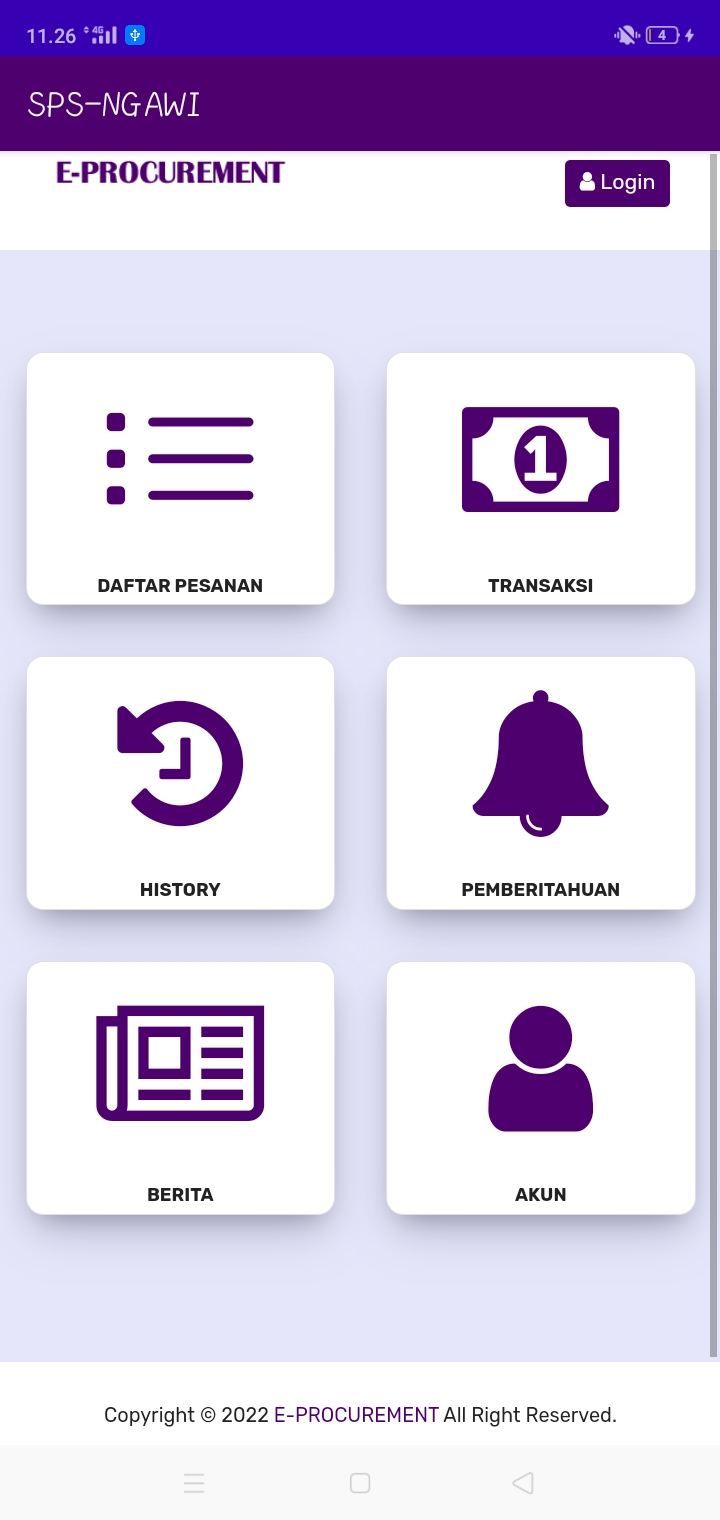 11.26 4G 4
SPS-NGAWI
E-PROCUREMENT
Login
DAFTAR PESANAN
1
TRANSAKSI
HISTORY
PEMBERITAHUAN
BERITA
AKUN
Copyright © 2022 E-PROCUREMENT All Right Reserved.